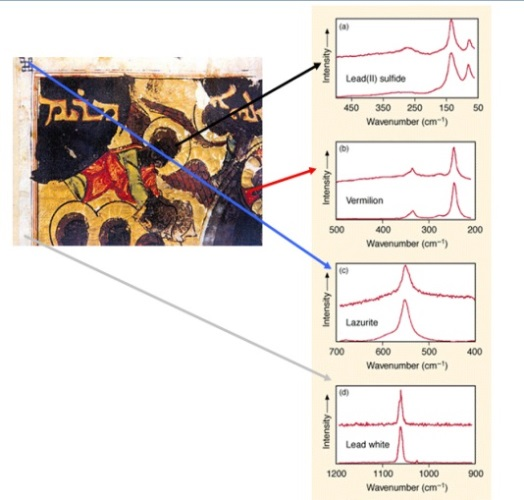 (a)
Intensity
Lead(II) sulfide
450 350 250 150 50
Wavenumber (cm⁻¹)
(b)
Intensity
Vermilion
500 400 300 200
Wavenumber (cm⁻¹)
(c)
Intensity
Lazurite
700 600 500 400
Wavenumber (cm⁻¹)
(d)
Intensity
Lead white
1200 1100 1000 900
Wavenumber (cm⁻¹)